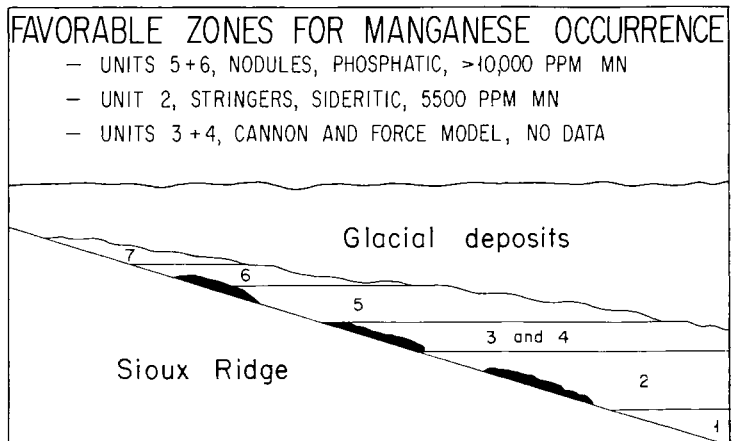 FAVORABLE ZONES FOR MANGANESE OCCURRENCE
– UNITS 5+6, NODULES, PHOSPHATIC, >10,000 PPM MN
– UNIT 2, STRINGERS, SIDERITIC, 5500 PPM MN
– UNITS 3+4, CANNON AND FORCE MODEL, NO DATA
Glacial deposits
7
6
5
3 and 4
Sioux Ridge
2
1